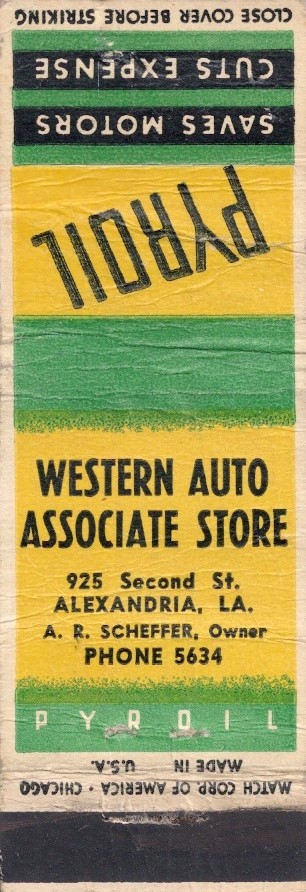 CLOSE COVER BEFORE STRIKING
CUTS EXPENSE
SAVES MOTORS
PYROIL
WESTERN AUTO
ASSOCIATE STORE
925 Second St.
ALEXANDRIA, LA.
A. R. SCHEFFER, Owner
PHONE 5634
PYROIL
MADE IN U.S.A.
MATCH CORP. OF AMERICA · CHICAGO